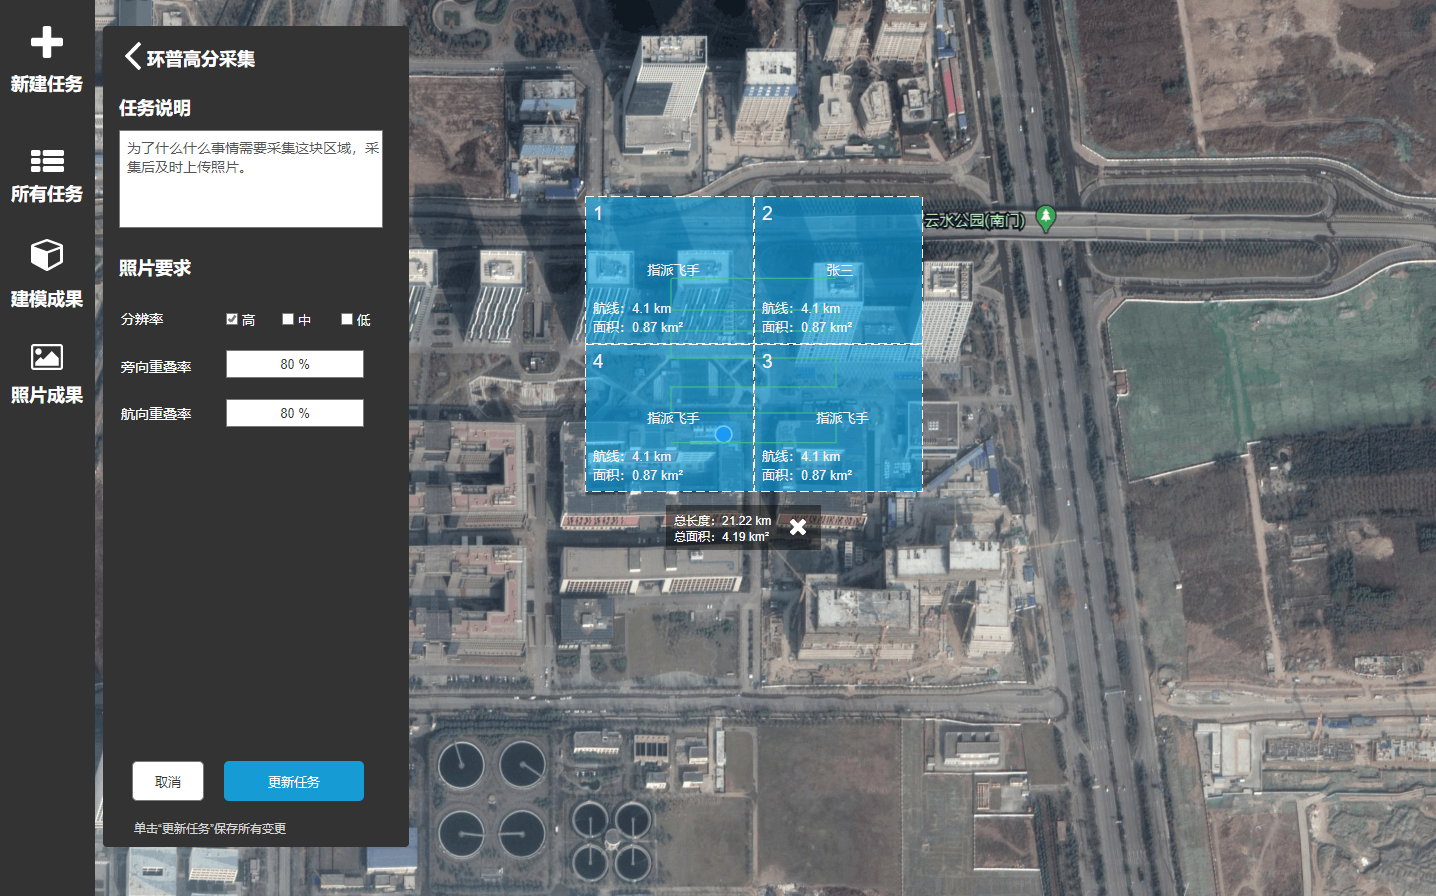 新建任务
所有任务
建模成果
照片成果
环普高分采集
任务说明
为了什么什么事情需要采集这块区域，采
集后及时上传照片。
照片要求
分辨率
高
中
低
旁向重叠率
80 %
航向重叠率
80 %
取消
更新任务
单击“更新任务”保存所有变更
1
指派飞手
航线：4.1 km
面积：0.87 km²
2
张三
航线：4.1 km
面积：0.87 km²
4
指派飞手
航线：4.1 km
面积：0.87 km²
3
指派飞手
航线：4.1 km
面积：0.87 km²
云水公园(南门)
总长度：21.22 km
总面积：4.19 km²